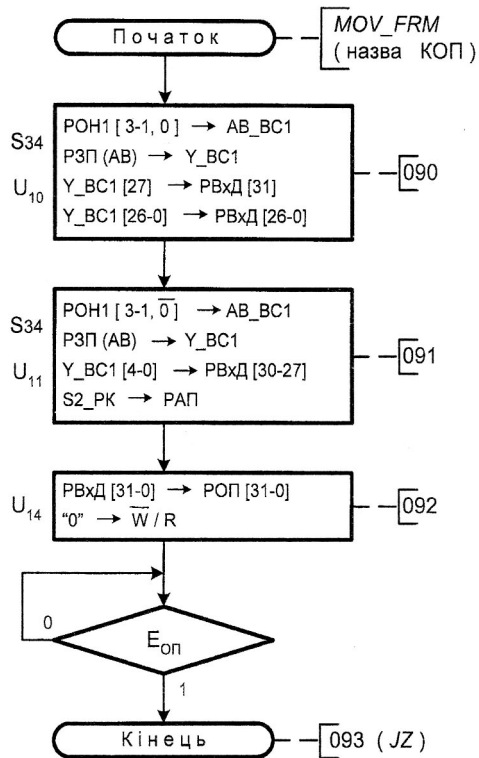 Початок
MOV_FRM
( назва КОП )
S34
U10
РОН1 [ 3-1, 0 ] → АВ_ВС1
РЗП (АВ) → Y_ВС1
Y_ВС1 [27] → РВхД [31]
Y_ВС1 [26-0] → РВхД [26-0]
090
S34
U11
РОН1 [ 3-1, 0̅ ] → АВ_ВС1
РЗП (АВ) → Y_ВС1
Y_ВС1 [4-0] → РВхД [30-27]
S2_РК → РАП
091
U14
РВхД [31-0] → РОП [31-0]
“0” → W̅ / R
092
0
ЕОП
1
Кінець
093 ( JZ )